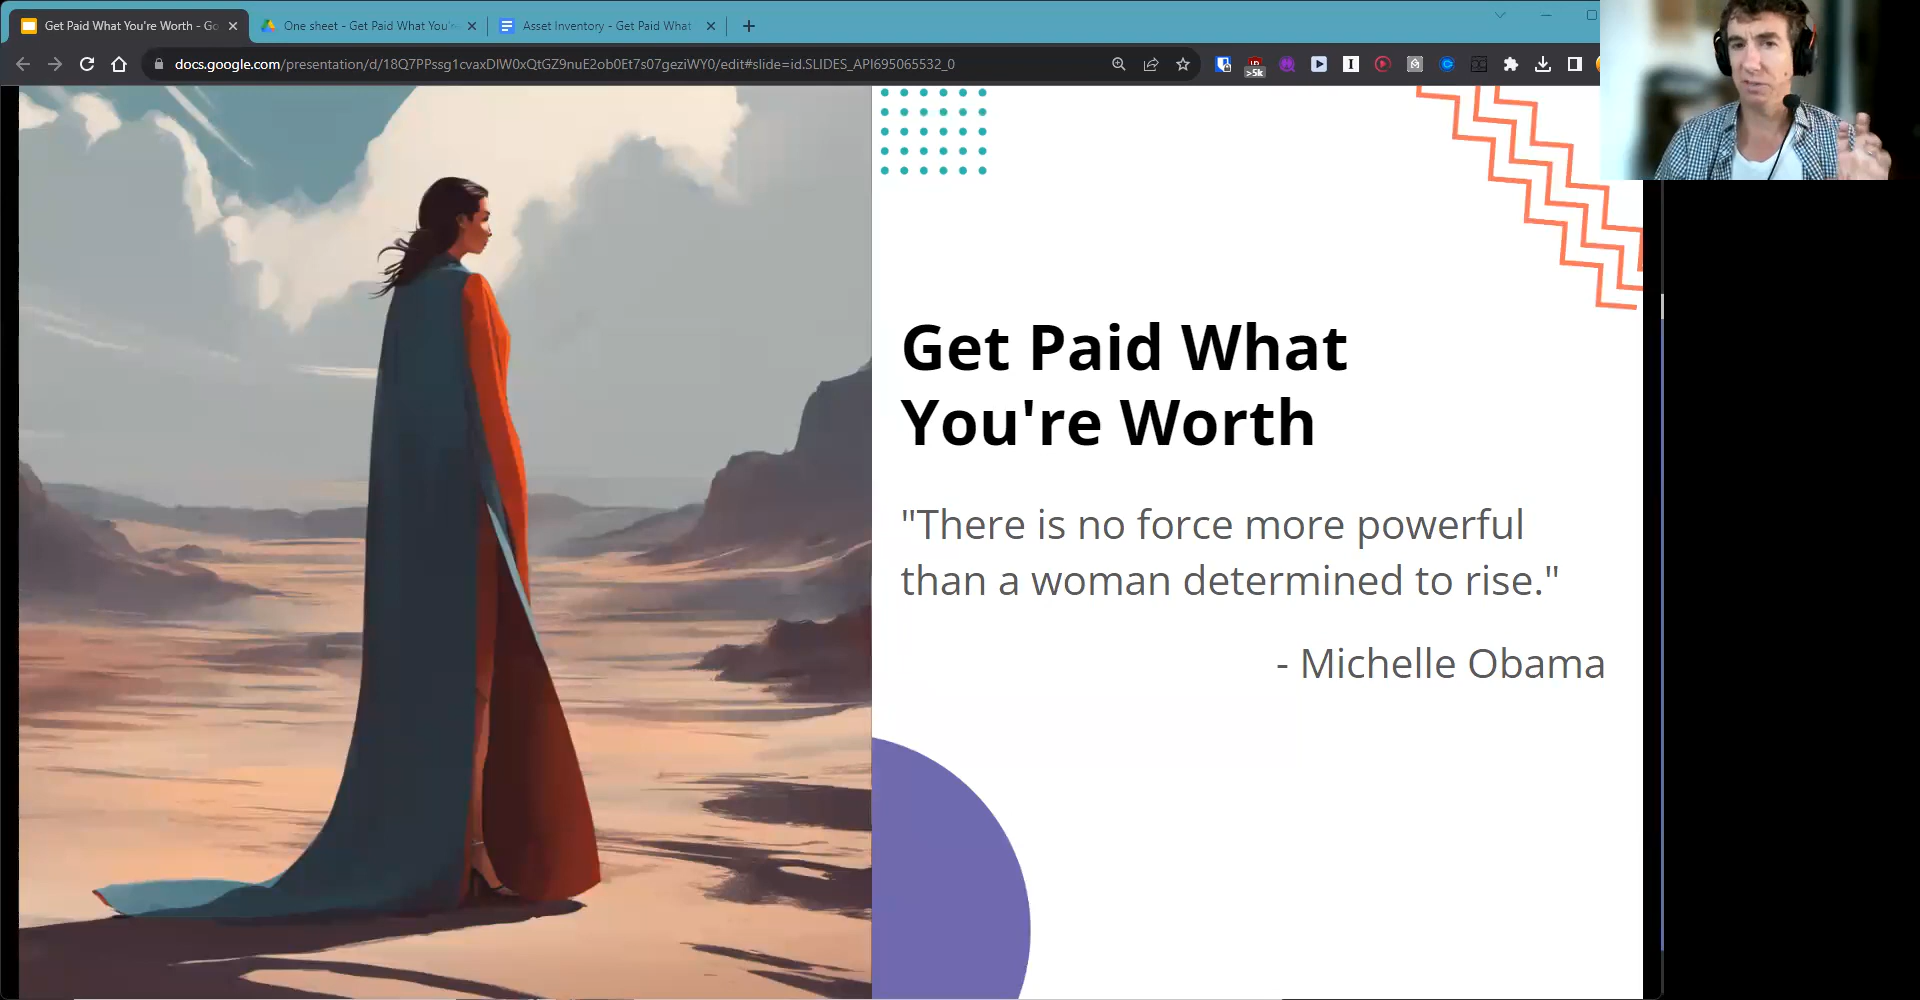 Get Paid What You're Worth - Go
One sheet - Get Paid What You'r
Asset Inventory - Get Paid What
docs.google.com/presentation/d/18Q7PPssg1cvaxDlW0xQtGZ9nuE2ob0Et7s07geziWY0/edit#slide=id.SLIDES_API695065532_0
>5k
Get Paid What
You're Worth
"There is no force more powerful
than a woman determined to rise."
- Michelle Obama